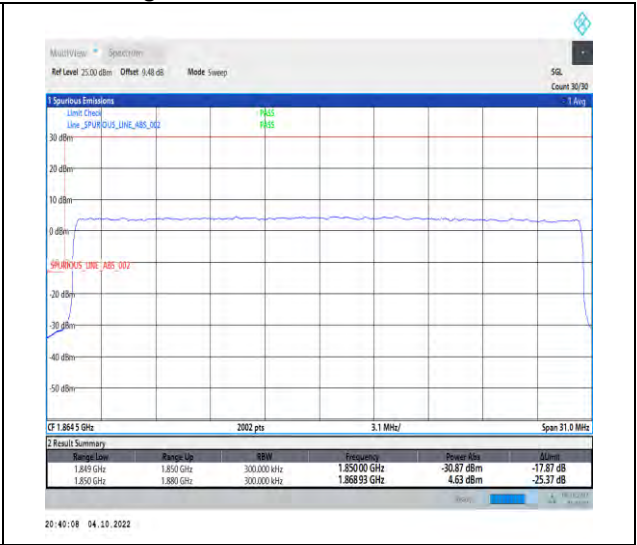 MultiView Spectrum
Ref Level 25.00 dBm Offset 9.48 dB Mode Sweep SGL
Count 30/30
1 Spurious Emissions 1 Avg
Limit Check PASS
Line _SPURIOUS_LINE_ABS_002 PASS
30 dBm
20 dBm
10 dBm
0 dBm
SPURIOUS_LINE_ABS_002
-20 dBm
-30 dBm
-40 dBm
-50 dBm
CF 1.864 5 GHz 2002 pts 3.1 MHz/ Span 31.0 MHz
2 Result Summary
Range Low Range Up RBW Frequency Power Abs ΔLimit
1.849 GHz 1.850 GHz 300.000 kHz 1.850 00 GHz -30.87 dBm -17.87 dB
1.850 GHz 1.880 GHz 300.000 kHz 1.868 93 GHz 4.63 dBm -25.37 dB
20:40:08 04.10.2022